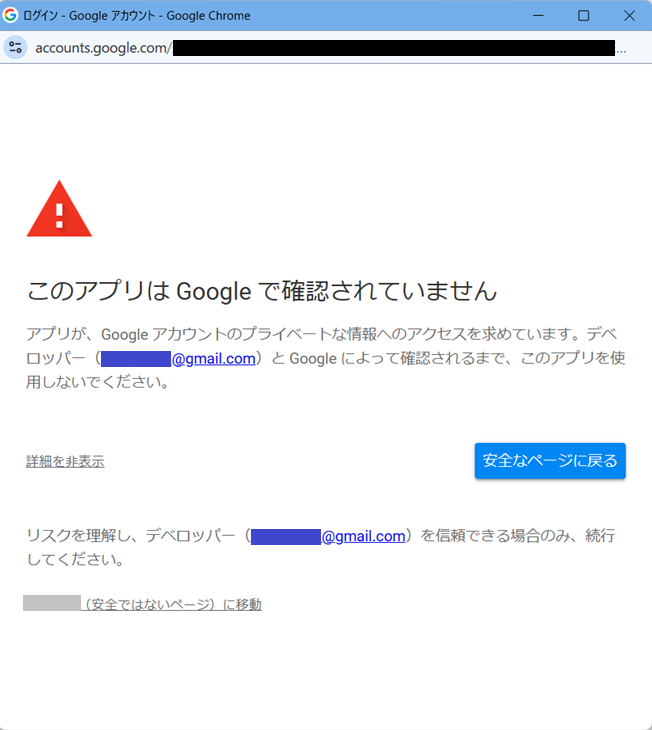 ログイン - Google アカウント - Google Chrome
accounts.google.com/ ...
このアプリは Google で確認されていません
アプリが、Google アカウントのプライベートな情報へのアクセスを求めています。デベ
ロッパー（ @gmail.com）と Google によって確認されるまで、このアプリを使
用しないでください。
詳細を非表示
安全なページに戻る
リスクを理解し、デベロッパー（ @gmail.com）を信頼できる場合のみ、続行
してください。
（安全ではないページ）に移動